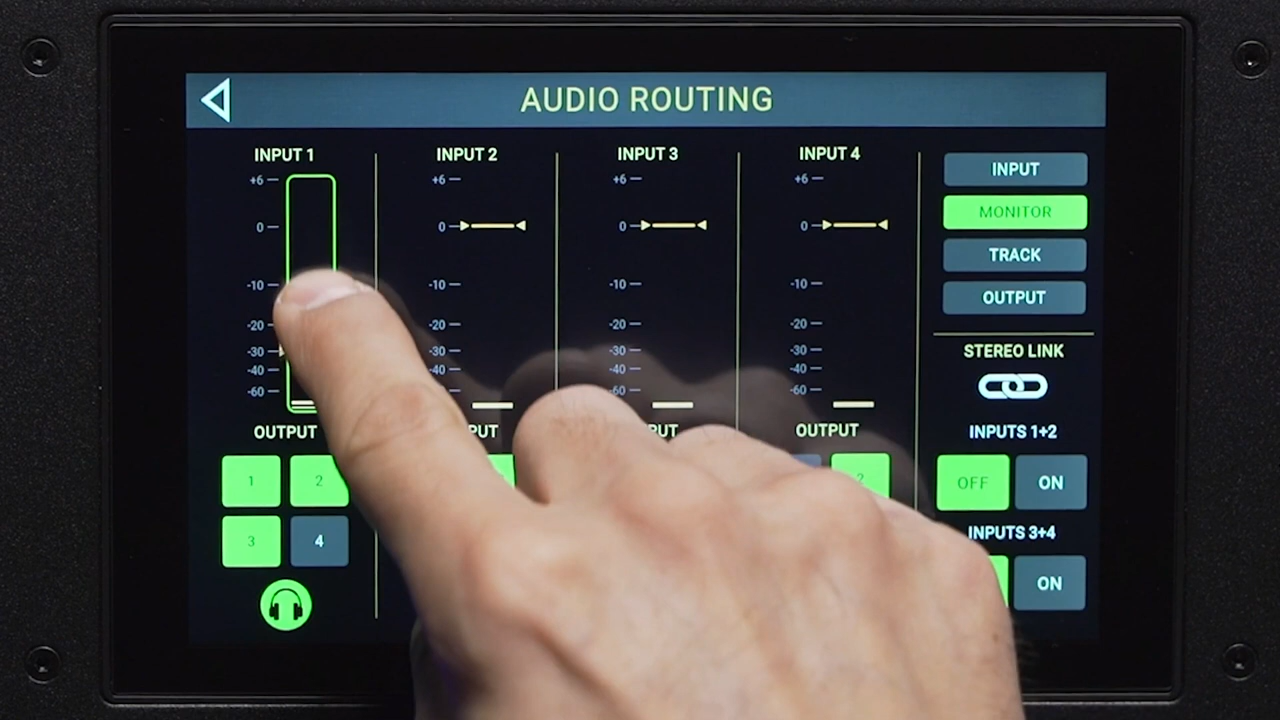 AUDIO ROUTING
INPUT 1
+6
0
-10
-20
-30
-40
-60
OUTPUT
1
2
3
4
INPUT 2
+6
0
-10
-20
-30
-40
-60
PUT
INPUT 3
+6
0
-10
-20
-30
-40
-60
PUT
INPUT 4
+6
0
-10
-20
-30
-40
-60
OUTPUT
2
INPUT
MONITOR
TRACK
OUTPUT
STEREO LINK
INPUTS 1+2
OFF ON
INPUTS 3+4
ON